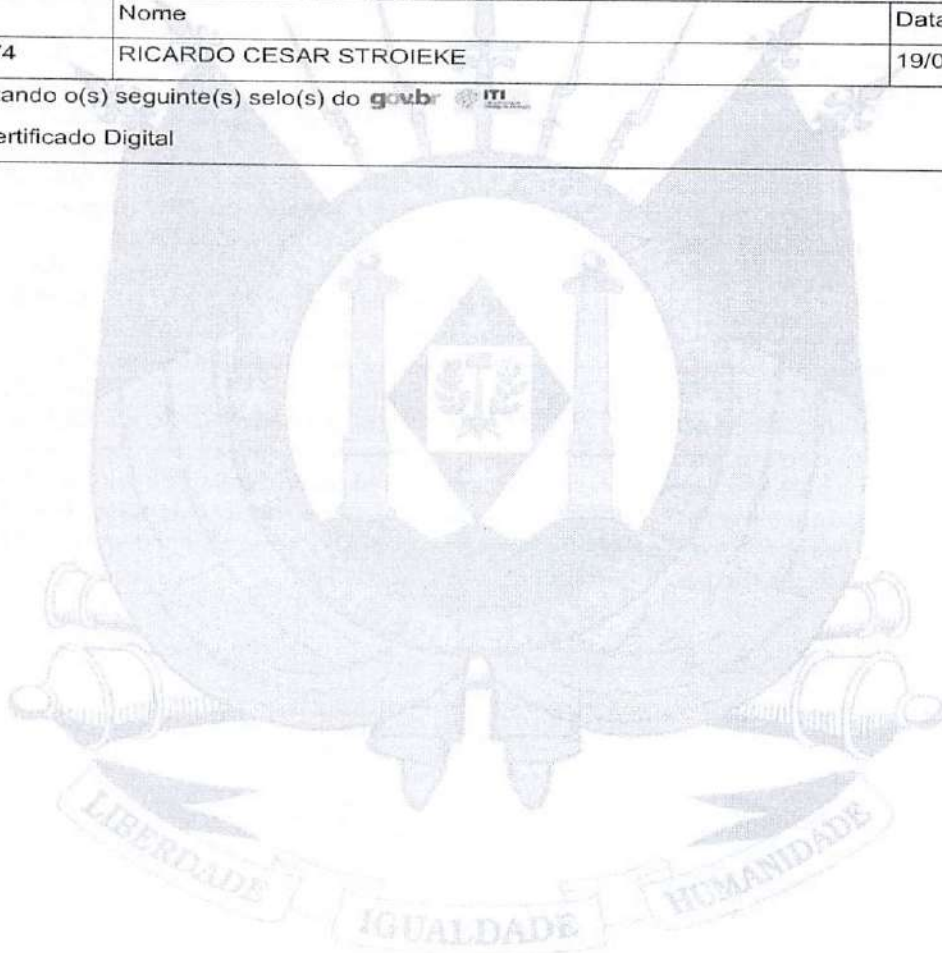 Nome
Data
74
RICARDO CESAR STROIEKE
19/0
ando o(s) seguinte(s) selo(s) do gov.br ITI
ertificado Digital
LIBERDADE
IGUALDADE
HUMANIDADE